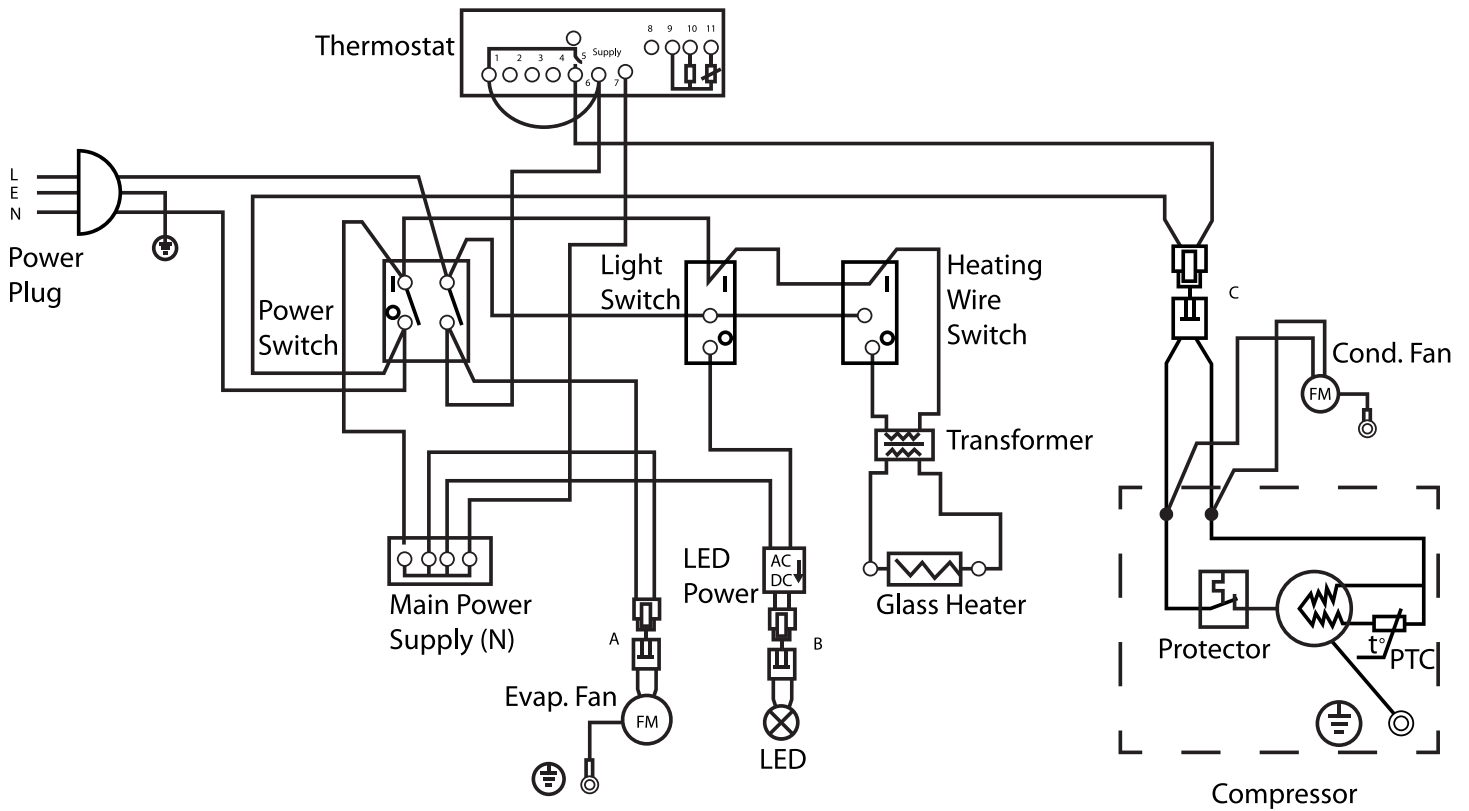 Thermostat
1 2 3 4 5 Supply 8 9 10 11
6 7
L
E
N
Power
Plug
Power
Switch
I
O
Light
Switch
I
O
Heating
Wire
Switch
I
O
C
Cond. Fan
FM
Transformer
LED
Power
AC
DC
Glass Heater
Main Power
Supply (N)
A
B
Evap. Fan
FM
LED
Protector
t°
PTC
Compressor